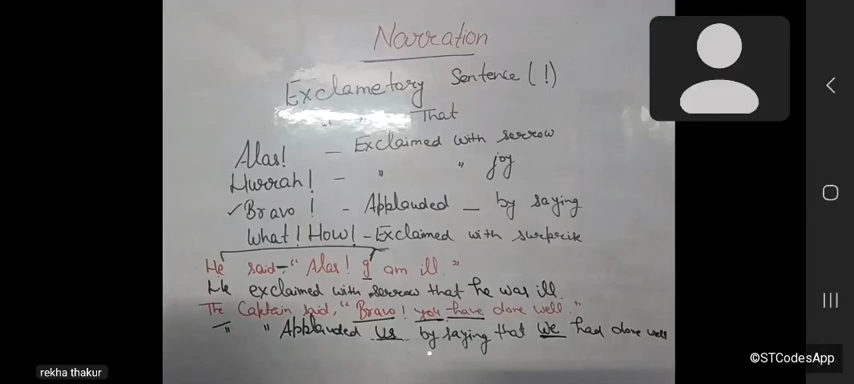 Narration
Exclametory Sentence (!)
" " That
Alas! — Exclaimed with sorrow
Hurrah! — " " joy
✓Bravo! - Applauded — by saying
What! How! - Exclaimed with surprise
He said - "Alas! I am ill."
He exclaimed with sorrow that he was ill.
The Captain said, "Bravo! you have done well."
" " Applauded us by saying that we had done well
rekha thakur
©STCodesApp